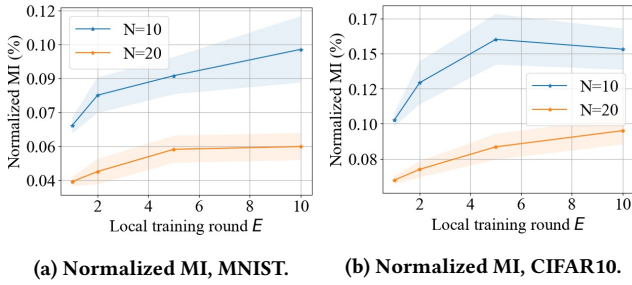 Normalized MI (%)
0.12
0.09
0.07
0.06
0.04
N=10
N=20
2
4
6
8
10
Local training round E
(a) Normalized MI, MNIST.
Normalized MI (%)
0.17
0.15
0.12
0.10
0.08
N=10
N=20
2
4
6
8
10
Local training round E
(b) Normalized MI, CIFAR10.